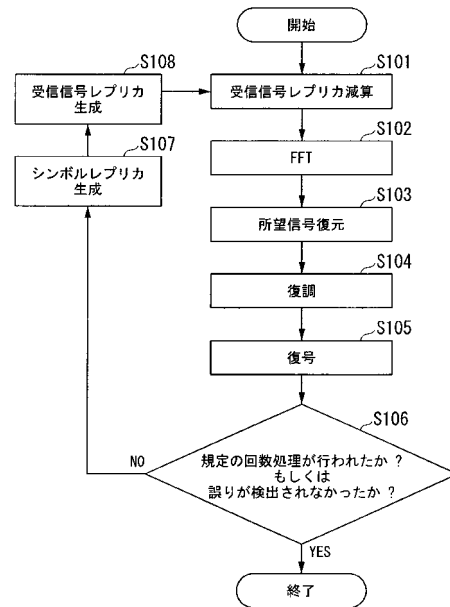 開始
S108
S101
受信信号レプリカ
生成
受信信号レプリカ減算
S107
S102
シンボルレプリカ
生成
FFT
S103
所望信号復元
S104
復調
S105
復号
S106
NO
規定の回数処理が行われたか ?
もしくは
誤りが検出されなかったか ?
YES
終了